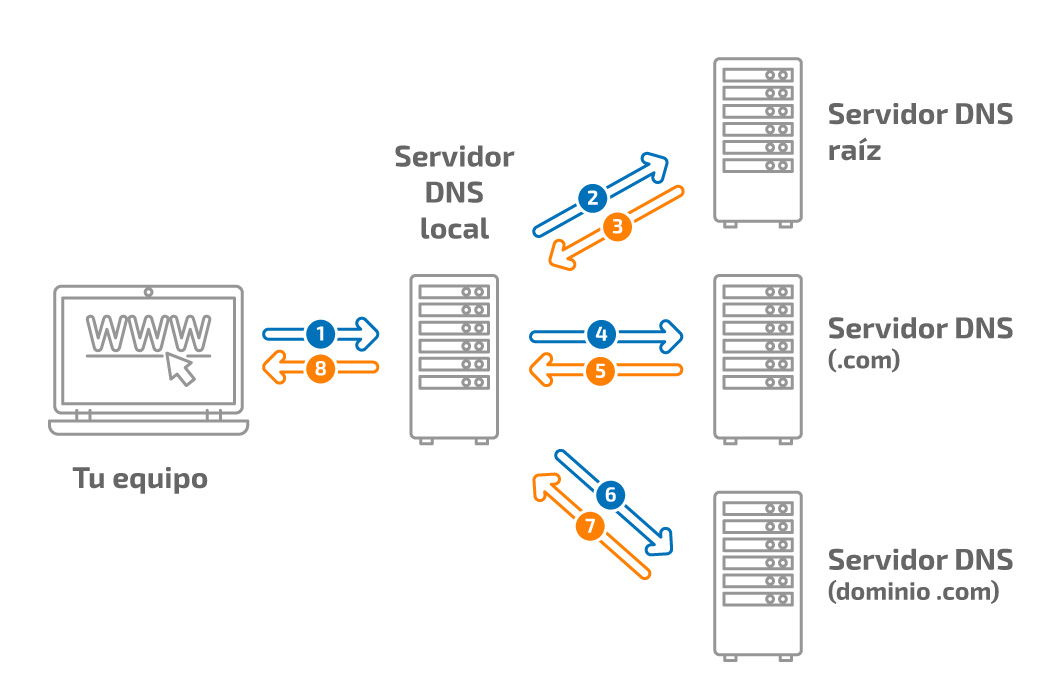 Servidor DNS
raíz
Servidor
DNS
local
2
3
WWW
1
8
4
5
Servidor DNS
(.com)
Tu equipo
6
7
Servidor DNS
(dominio .com)